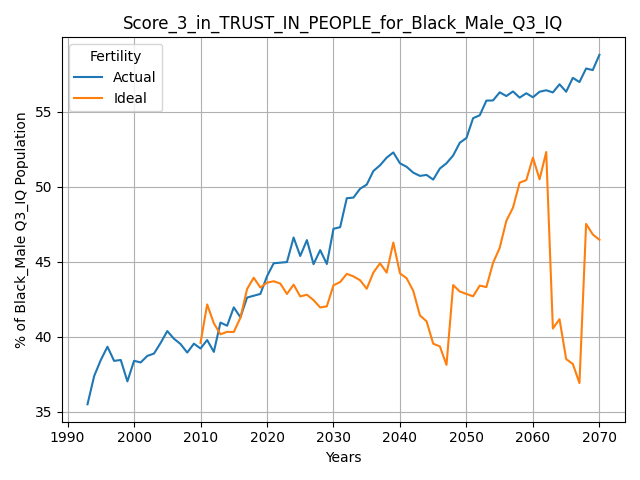 Score_3_in_TRUST_IN_PEOPLE_for_Black_Male_Q3_IQ
Fertility
Actual
Ideal
% of Black_Male Q3_IQ Population
55
50
45
40
35
1990 2000 2010 2020 2030 2040 2050 2060 2070
Years